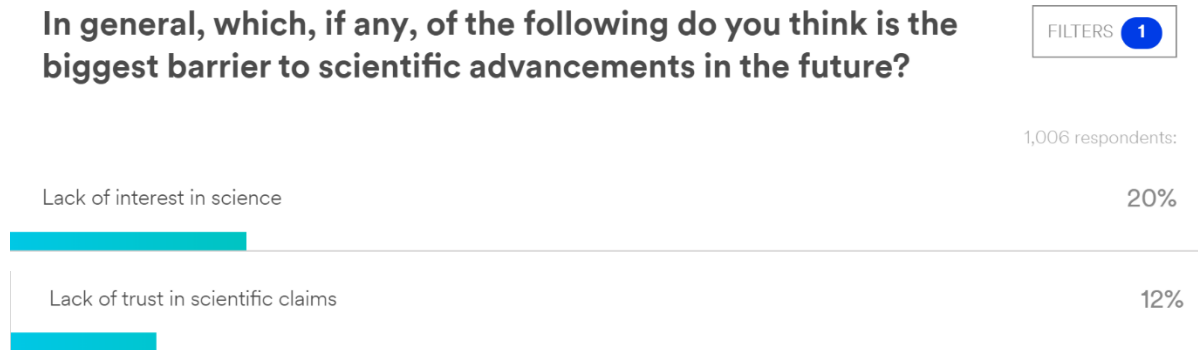 In general, which, if any, of the following do you think is the
biggest barrier to scientific advancements in the future?
FILTERS 1
1,006 respondents:
Lack of interest in science 20%
Lack of trust in scientific claims 12%